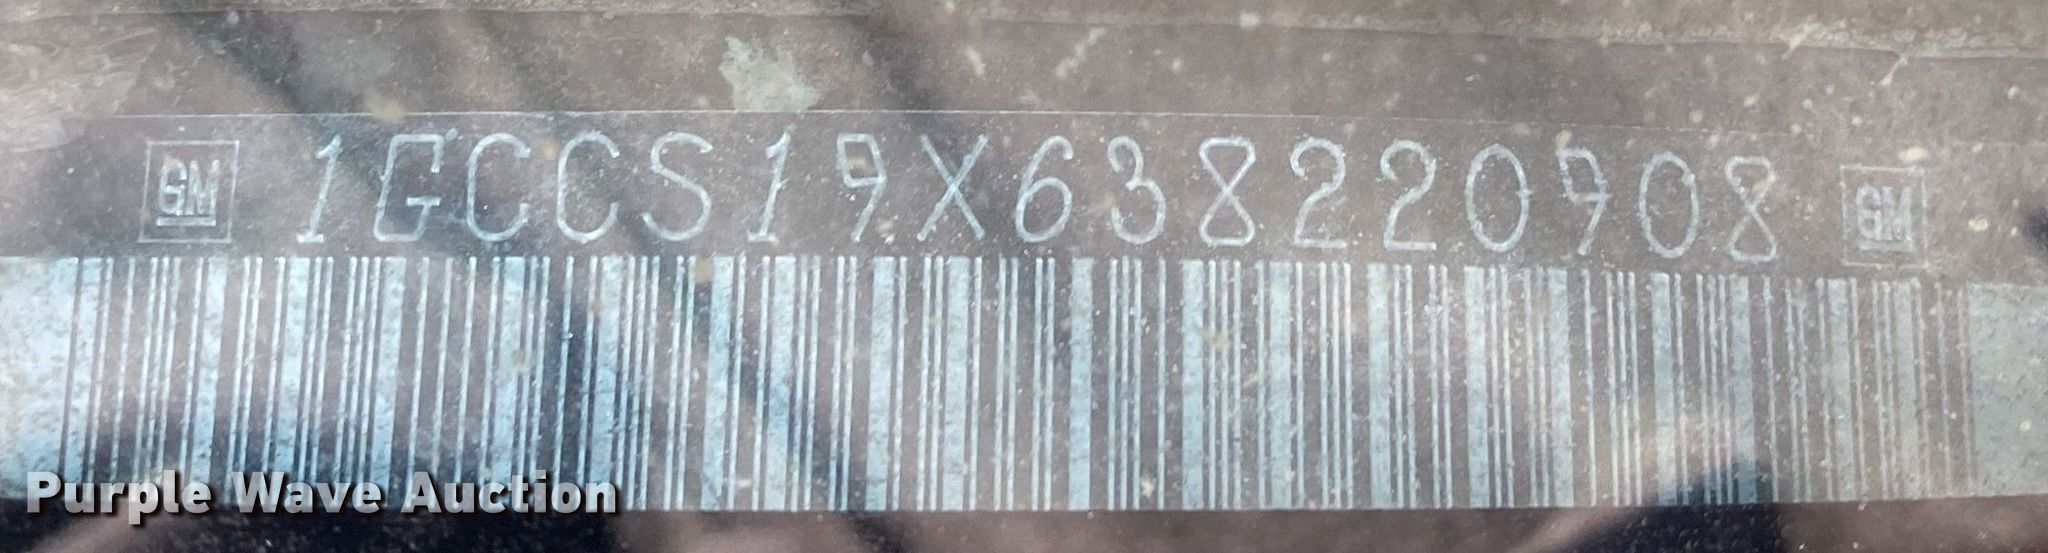 GM 1GCCS19X638220908 GM
Purple Wave Auction